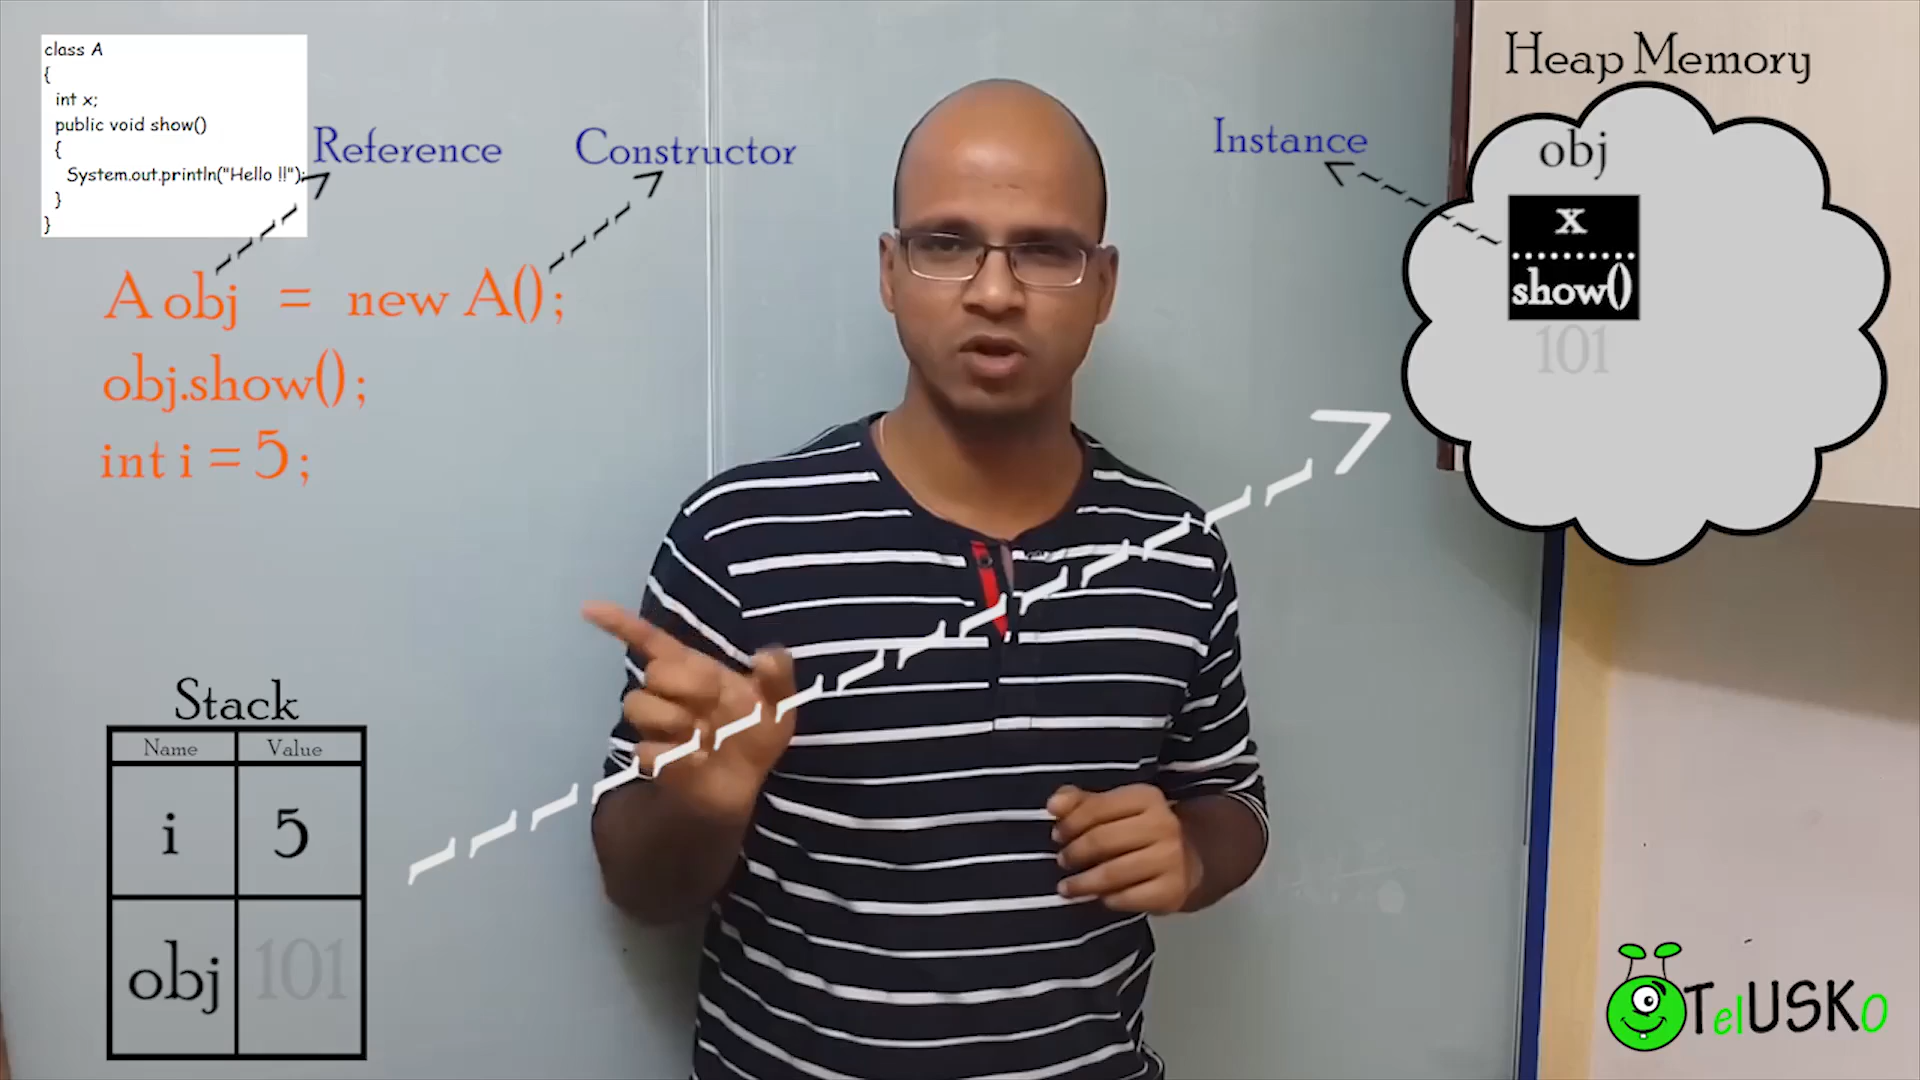 class A
{
int x;
public void show()
{
System.out.println("Hello !!");
}
}
Reference
Constructor
Instance
Heap Memory
obj
x
show()
101
A obj = new A();
obj.show();
int i = 5;
Stack
Name Value
i 5
obj 101
TelUSKo